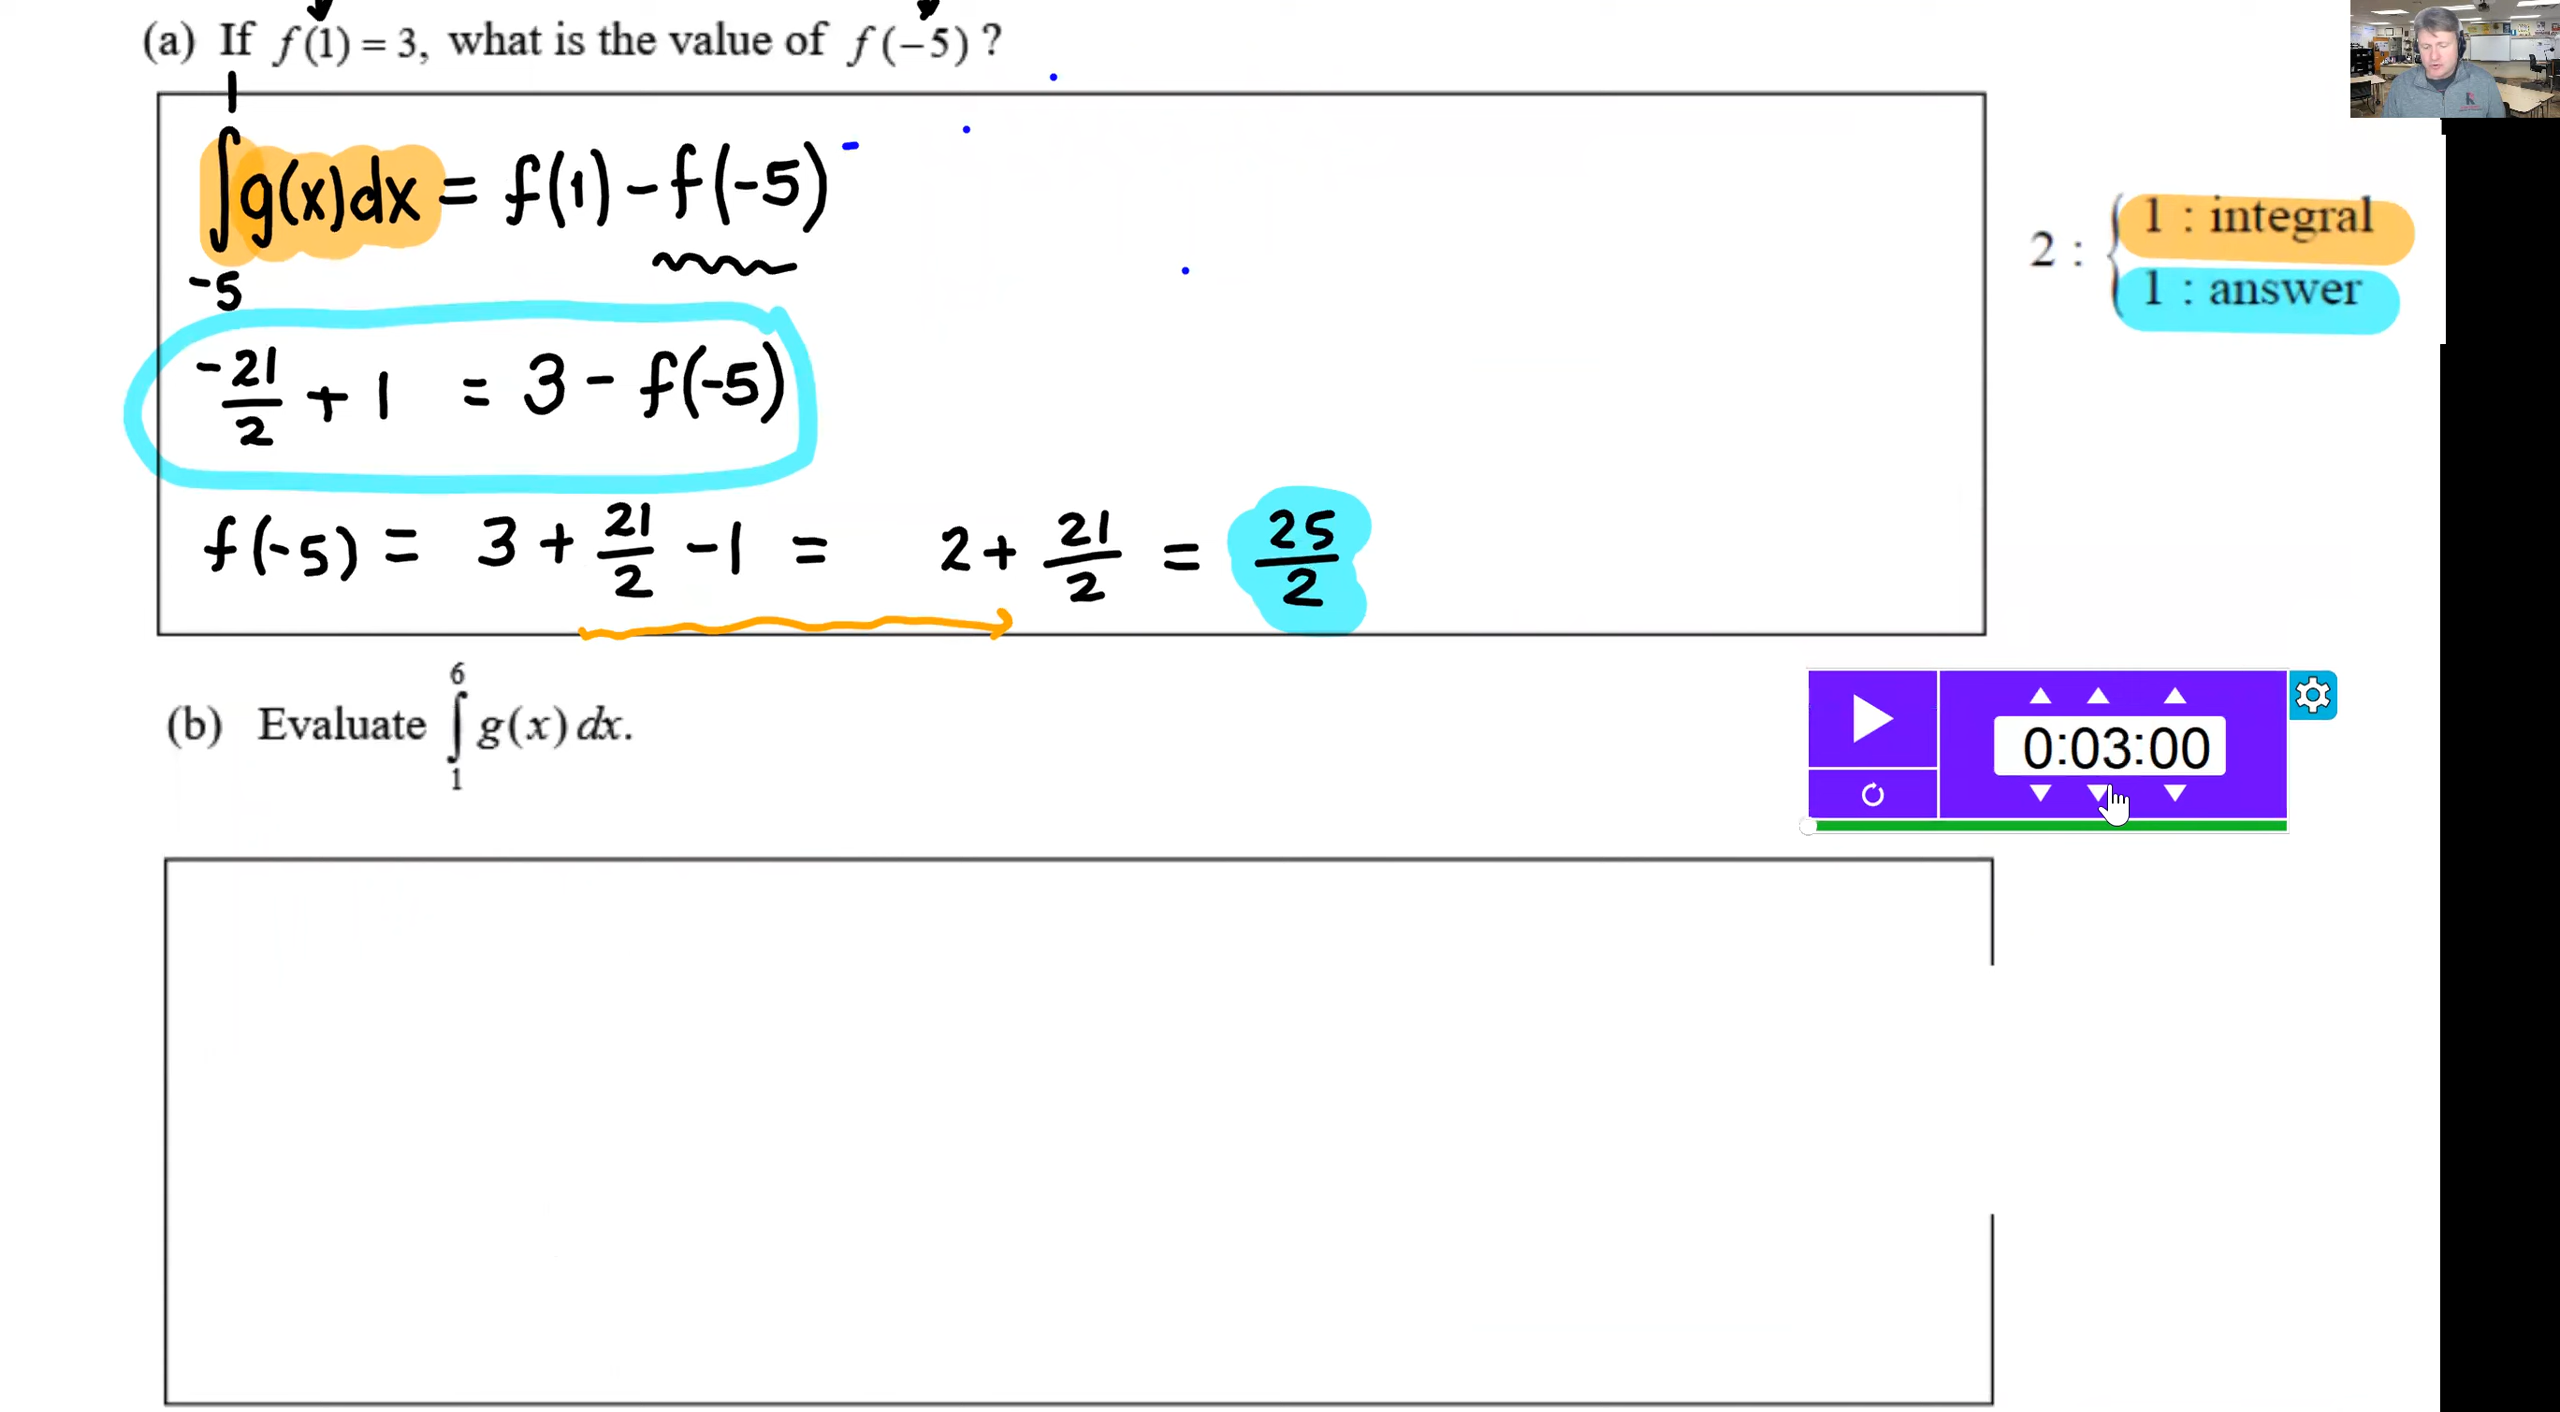 (a) If f(1) = 3, what is the value of f(−5) ?
1
∫g(x)dx = f(1) - f(-5)
-5
2 : { 1 : integral
1 : answer
-21/2 + 1 = 3 - f(-5)
f(-5) = 3 + 21/2 - 1 = 2 + 21/2 = 25/2
6
(b) Evaluate ∫ g(x) dx.
1
0:03:00